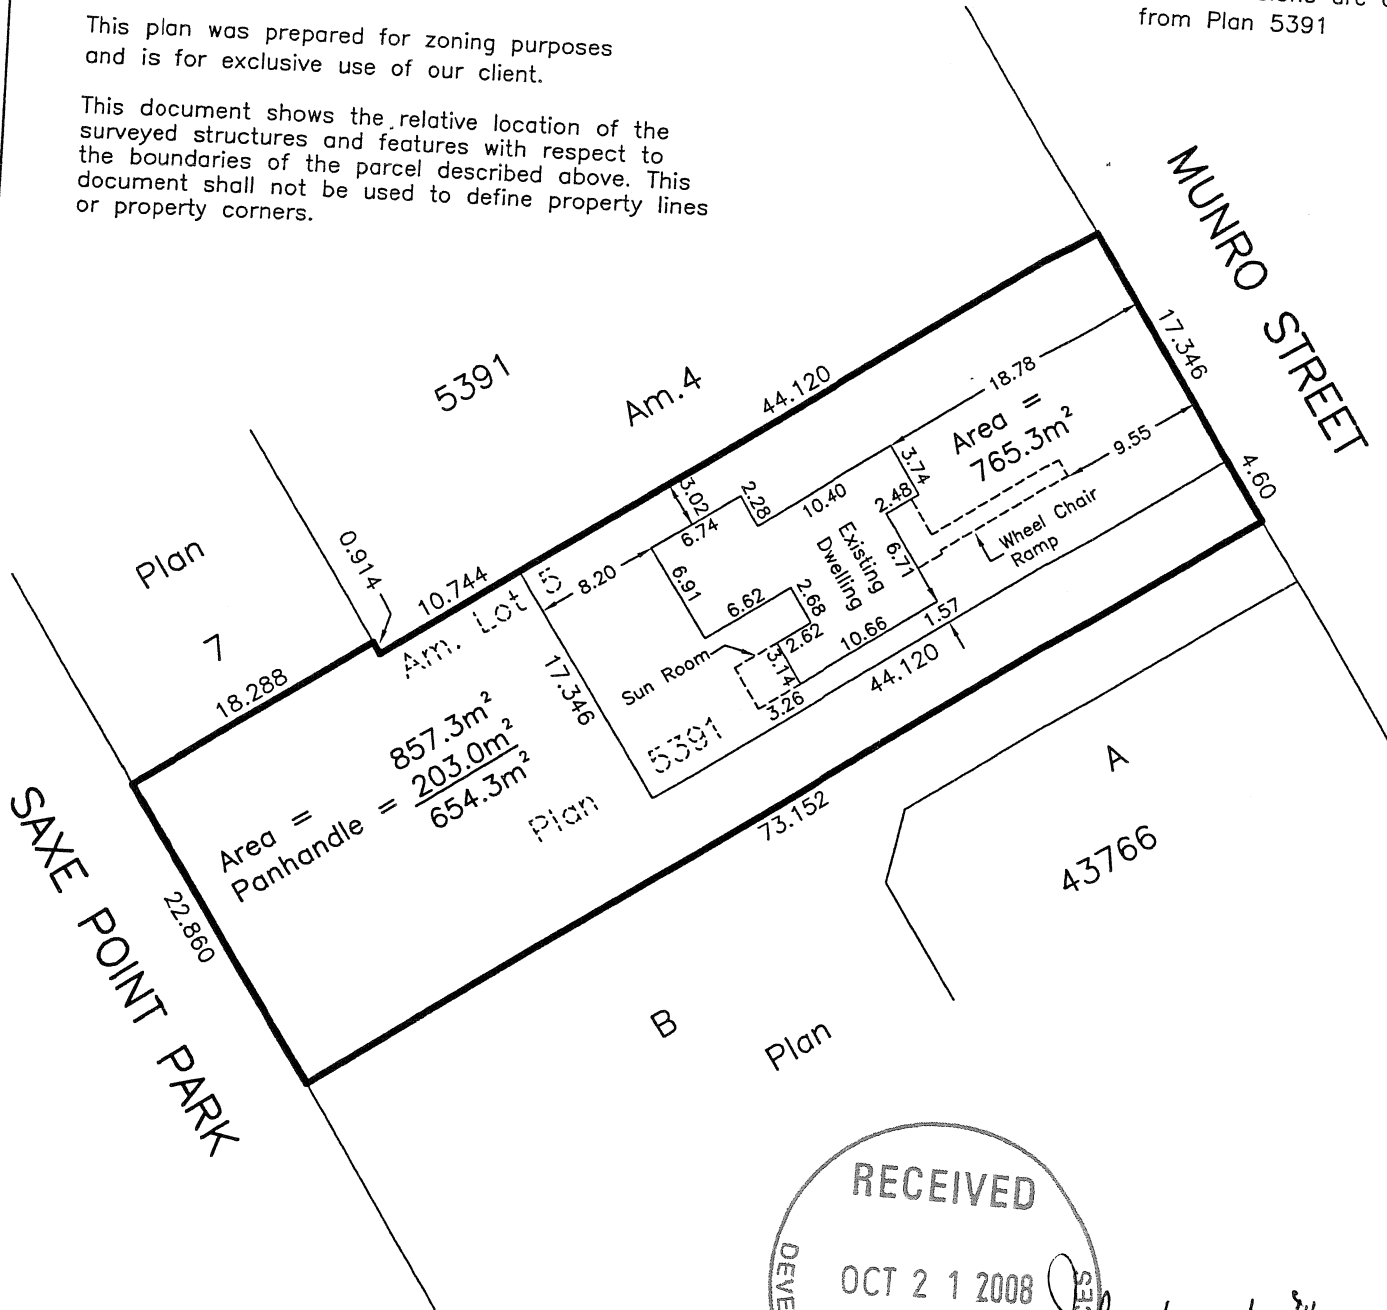 from Plan 5391
This plan was prepared for zoning purposes
and is for exclusive use of our client.
This document shows the relative location of the
surveyed structures and features with respect to
the boundaries of the parcel described above. This
document shall not be used to define property lines
or property corners.
MUNRO STREET
17.346
4.60
5391
Am.4
44.120
18.78
Area =
765.3m²
9.55
3.02
2.28
6.74
10.40
3.74
2.48
Wheel Chair
Ramp
Existing
Dwelling
6.71
8.20
6.91
6.62
2.68
2.62
10.66
1.57
Sun Room
3.14
3.26
44.120
Plan
7
0.914
10.744
18.288
Am. Lot 5
17.346
5391
Plan
Area = 857.3m²
Panhandle = 203.0m²
654.3m²
73.152
22.860
SAXE POINT PARK
A
43766
B
Plan
RECEIVED
OCT 2 1 2008